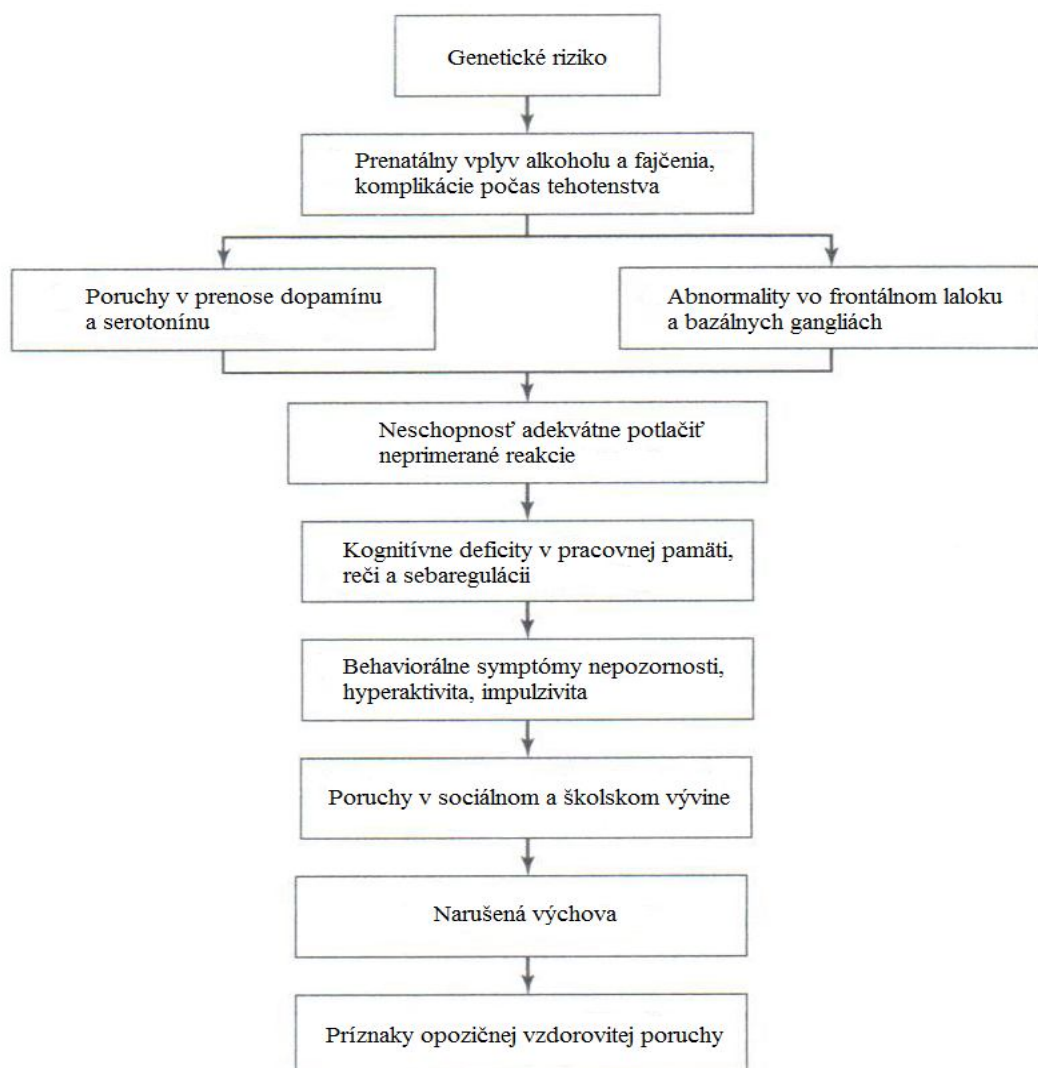 Genetické riziko
Prenatálny vplyv alkoholu a fajčenia,
komplikácie počas tehotenstva
Poruchy v prenose dopamínu
a serotonínu
Abnormality vo frontálnom laloku
a bazálnych gangliách
Neschopnosť adekvátne potlačiť
neprimerané reakcie
Kognitívne deficity v pracovnej pamäti,
reči a sebaregulácii
Behaviorálne symptómy nepozornosti,
hyperaktivita, impulzivita
Poruchy v sociálnom a školskom vývine
Narušená výchova
Príznaky opozičnej vzdorovitej poruchy